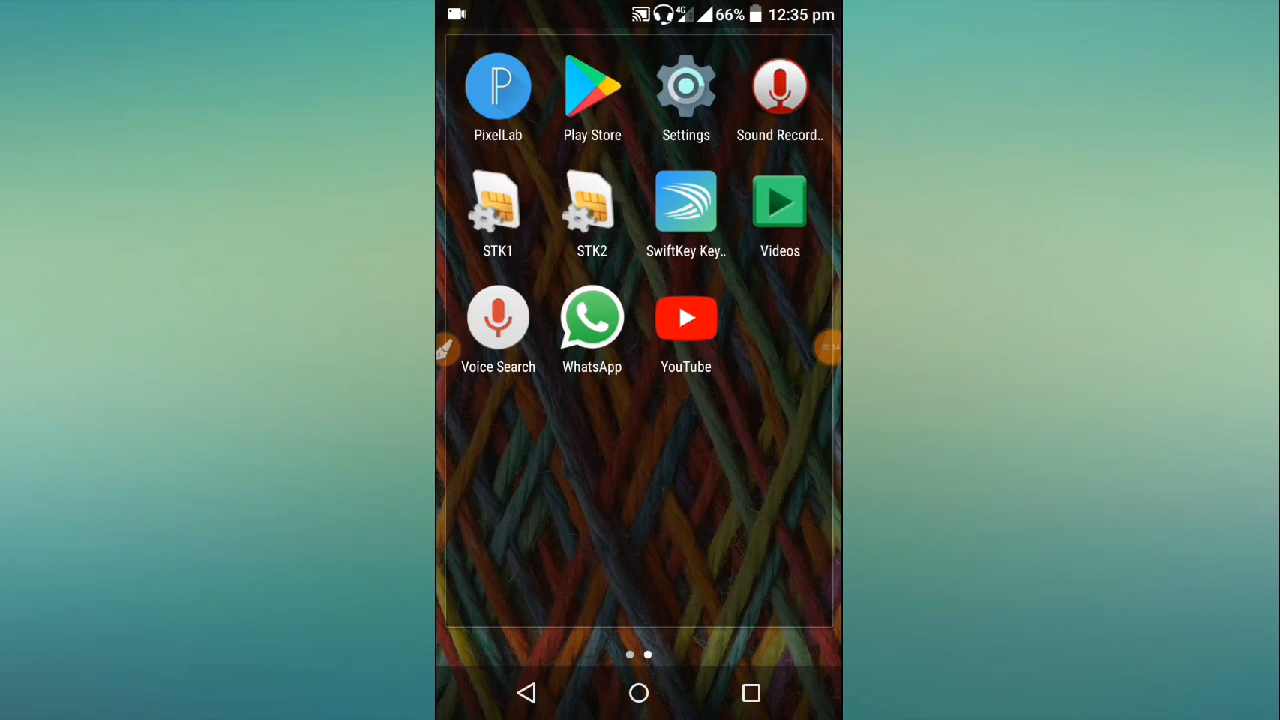 4G 66% 12:35 pm
PixelLab Play Store Settings Sound Record..
STK1 STK2 SwiftKey Key.. Videos
Voice Search WhatsApp YouTube